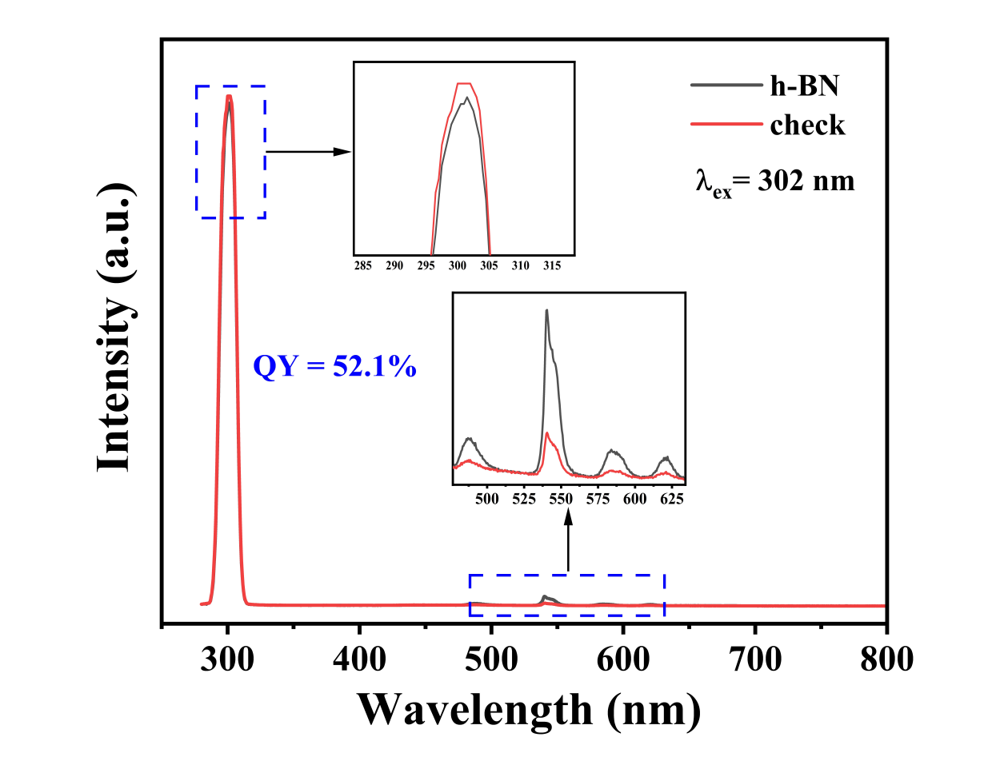 h-BN
check
λex= 302 nm
285 290 295 300 305 310 315
QY = 52.1%
500 525 550 575 600 625
Intensity (a.u.)
300 400 500 600 700 800
Wavelength (nm)